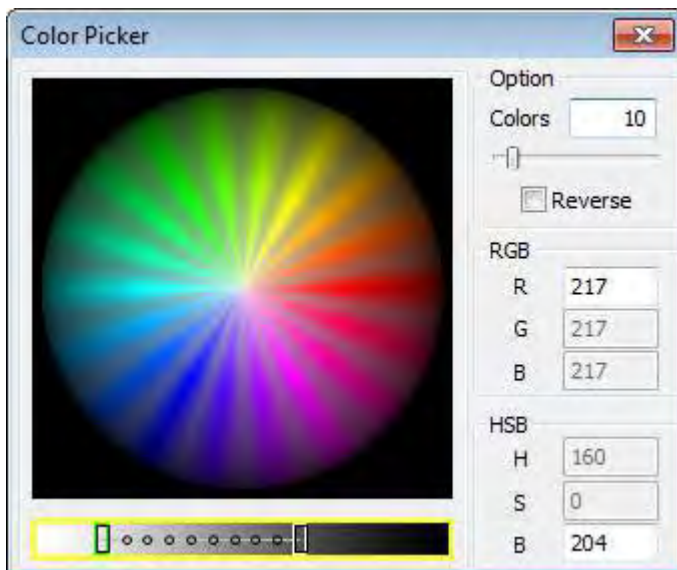 Color Picker
Option
Colors 10
Reverse
RGB
R 217
G 217
B 217
HSB
H 160
S 0
B 204